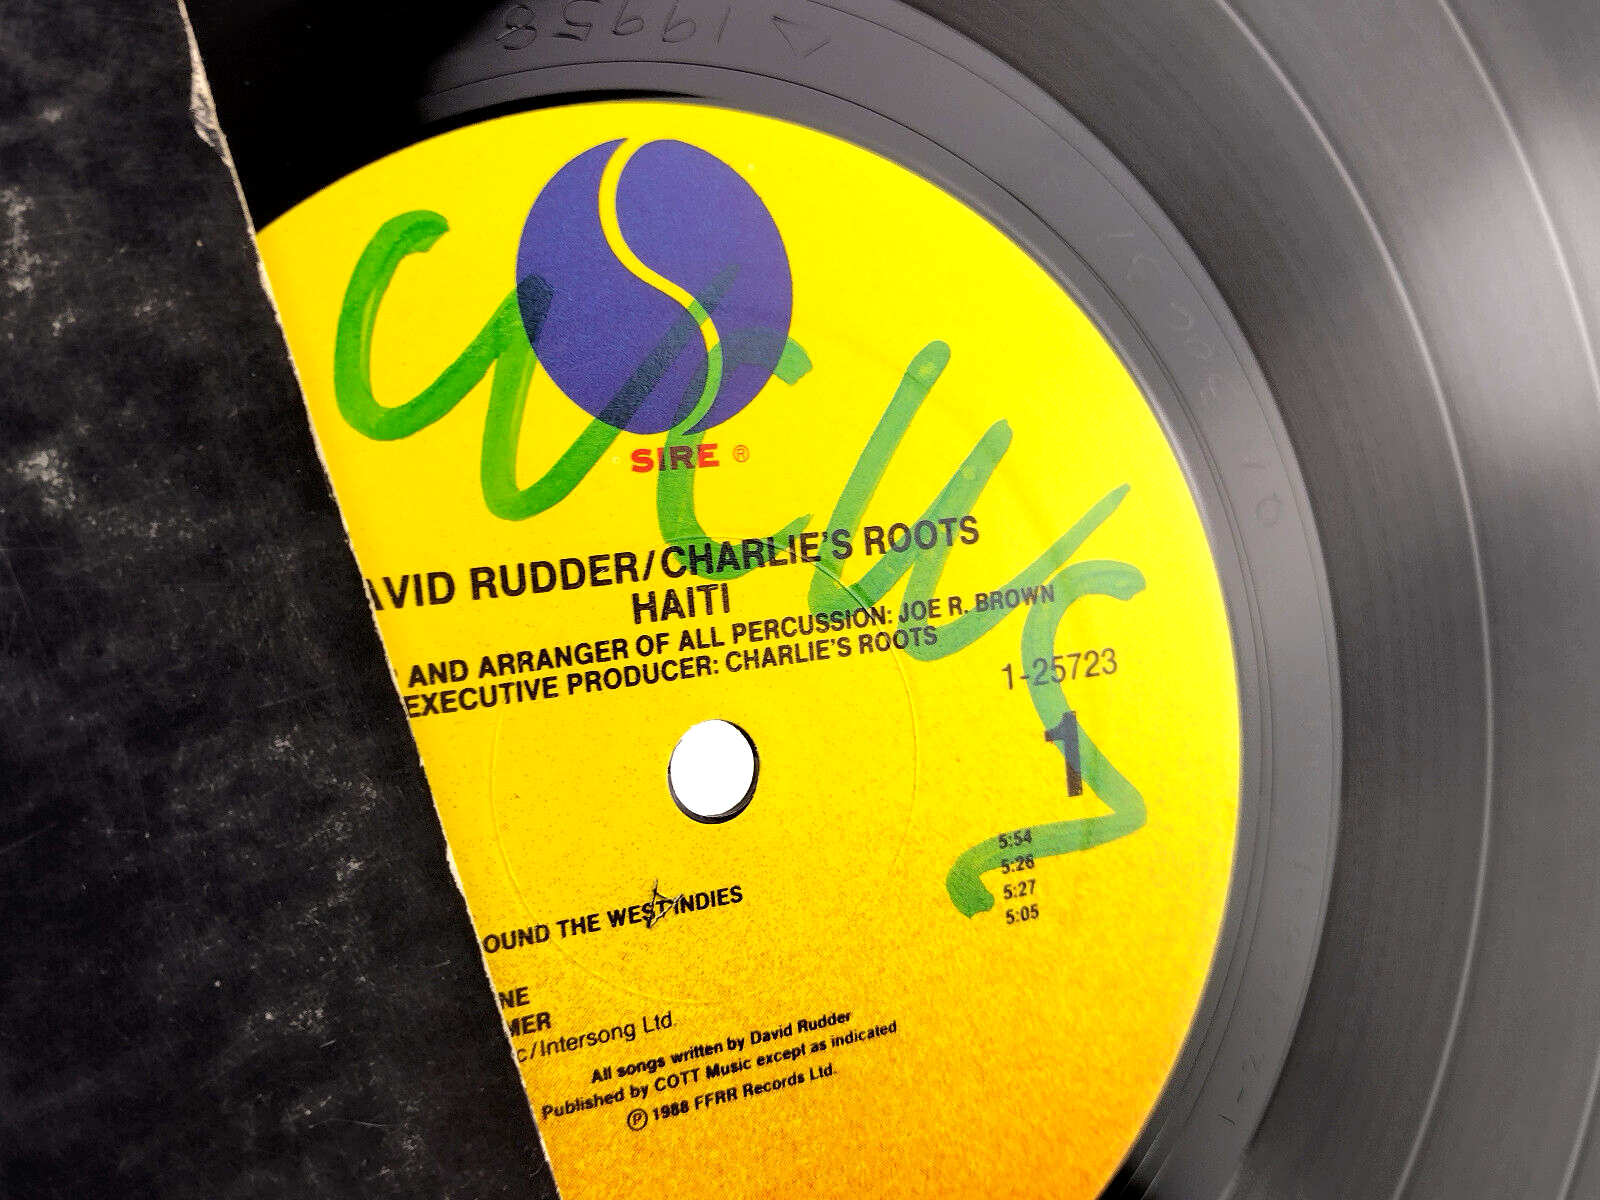 SIRE ®
AVID RUDDER/CHARLIE'S ROOTS
HAITI
AND ARRANGER OF ALL PERCUSSION: JOE R. BROWN
EXECUTIVE PRODUCER: CHARLIE'S ROOTS
1-25723
1
5:54
5:26
5:27
5:05
OUND THE WEST INDIES
NE
MER
c/Intersong Ltd.
All songs written by David Rudder
Published by COTT Music except as indicated
℗ 1988 FFRR Records Ltd.